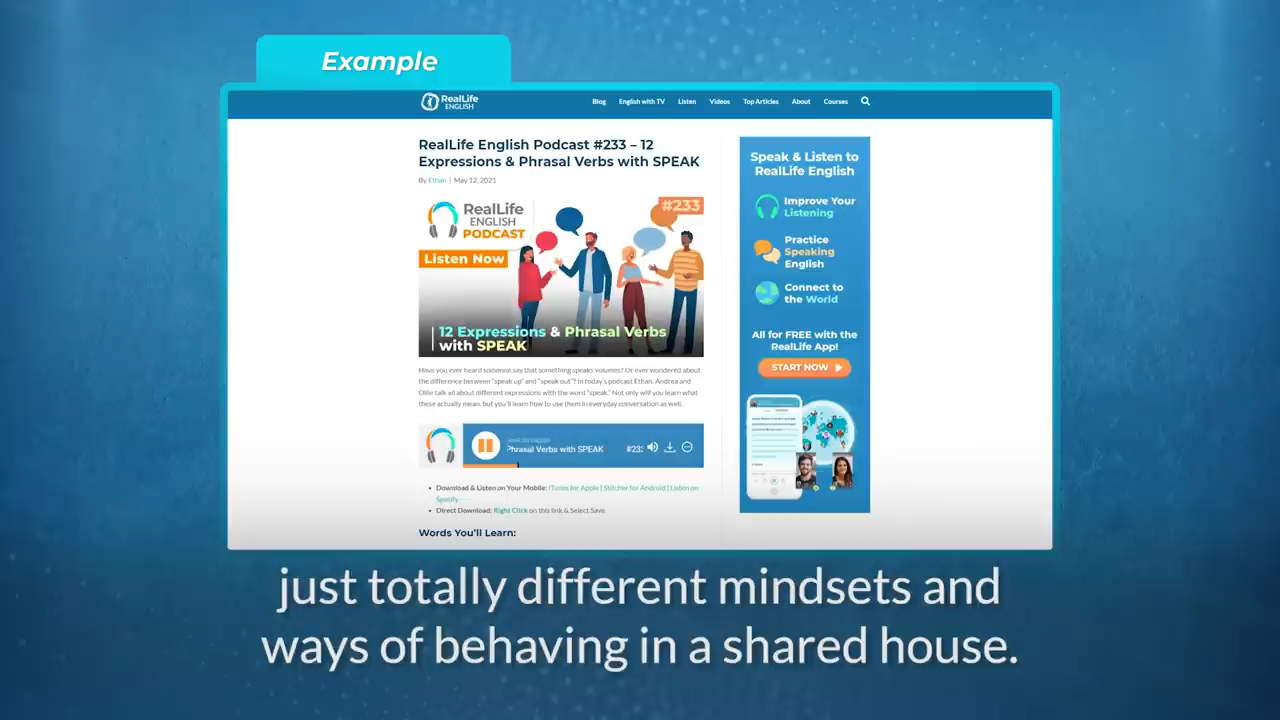 Example
RealLife
ENGLISH
Blog English with TV Listen Videos Top Articles About Courses
RealLife English Podcast #233 – 12
Expressions & Phrasal Verbs with SPEAK
By Ethan | May 12, 2021
RealLife
ENGLISH
PODCAST
#233
Listen Now
12 Expressions & Phrasal Verbs
with SPEAK
Have you ever heard someone say that something speaks volumes? Or ever wondered about
the difference between "speak up" and "speak out"? In today's podcast Ethan, Andrea and
Ollie talk all about different expressions with the word "speak." Not only will you learn what
these actually mean, but you'll learn how to use them in everyday conversation as well.
Phrasal Verbs with SPEAK
Download & Listen on Your Mobile: iTunes for Apple | Stitcher for Android | Listen on
Spotify
Direct Download: Right Click on this link & Select Save.
Words You'll Learn:
Speak & Listen to
RealLife English
Improve Your
Listening
Practice
Speaking
English
Connect to
the World
All for FREE with the
RealLife App!
START NOW
just totally different mindsets and
ways of behaving in a shared house.